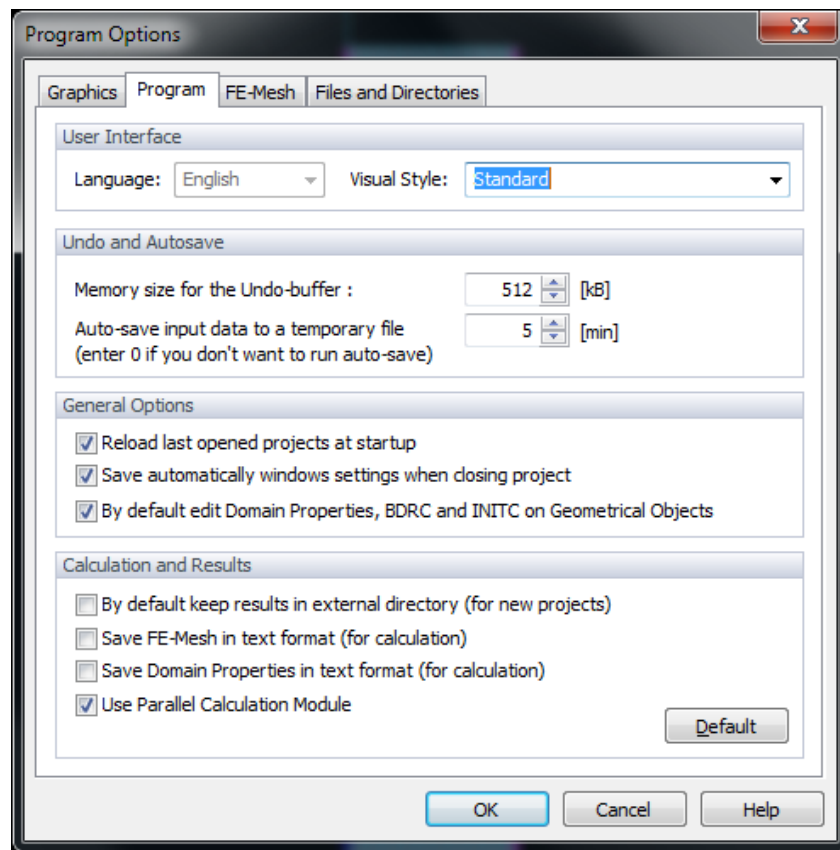 Program Options
Graphics Program FE-Mesh Files and Directories
User Interface
Language: English Visual Style: Standard
Undo and Autosave
Memory size for the Undo-buffer : 512 [kB]
Auto-save input data to a temporary file 5 [min]
(enter 0 if you don't want to run auto-save)
General Options
Reload last opened projects at startup
Save automatically windows settings when closing project
By default edit Domain Properties, BDRC and INITC on Geometrical Objects
Calculation and Results
By default keep results in external directory (for new projects)
Save FE-Mesh in text format (for calculation)
Save Domain Properties in text format (for calculation)
Use Parallel Calculation Module
Default
OK Cancel Help